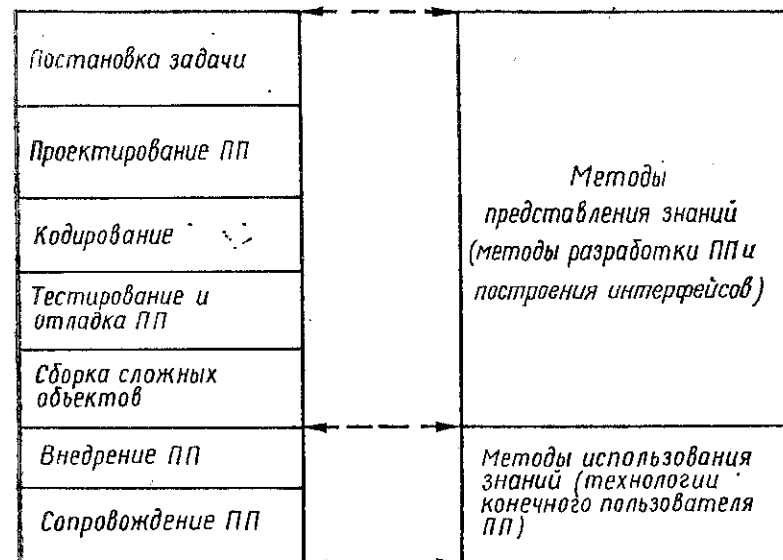 Постановка задачи
Проектирование ПП
Кодирование
Тестирование и
отладка ПП
Сборка сложных
объектов
Внедрение ПП
Сопровождение ПП
Методы
представления знаний
(методы разработки ПП и
построения интерфейсов)
Методы использования
знаний (технологии
конечного пользователя
ПП)